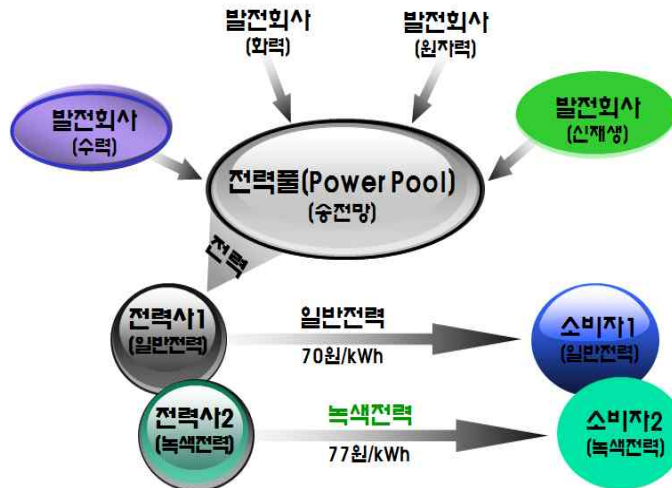 발전회사
(화력)
발전회사
(원자력)
발전회사
(수력)
발전회사
(신재생)
전력풀(Power Pool)
(송전망)
전력
전력사1
(일반전력)
일반전력
70원/kWh
소비자1
(일반전력)
전력사2
(녹색전력)
녹색전력
77원/kWh
소비자2
(녹색전력)